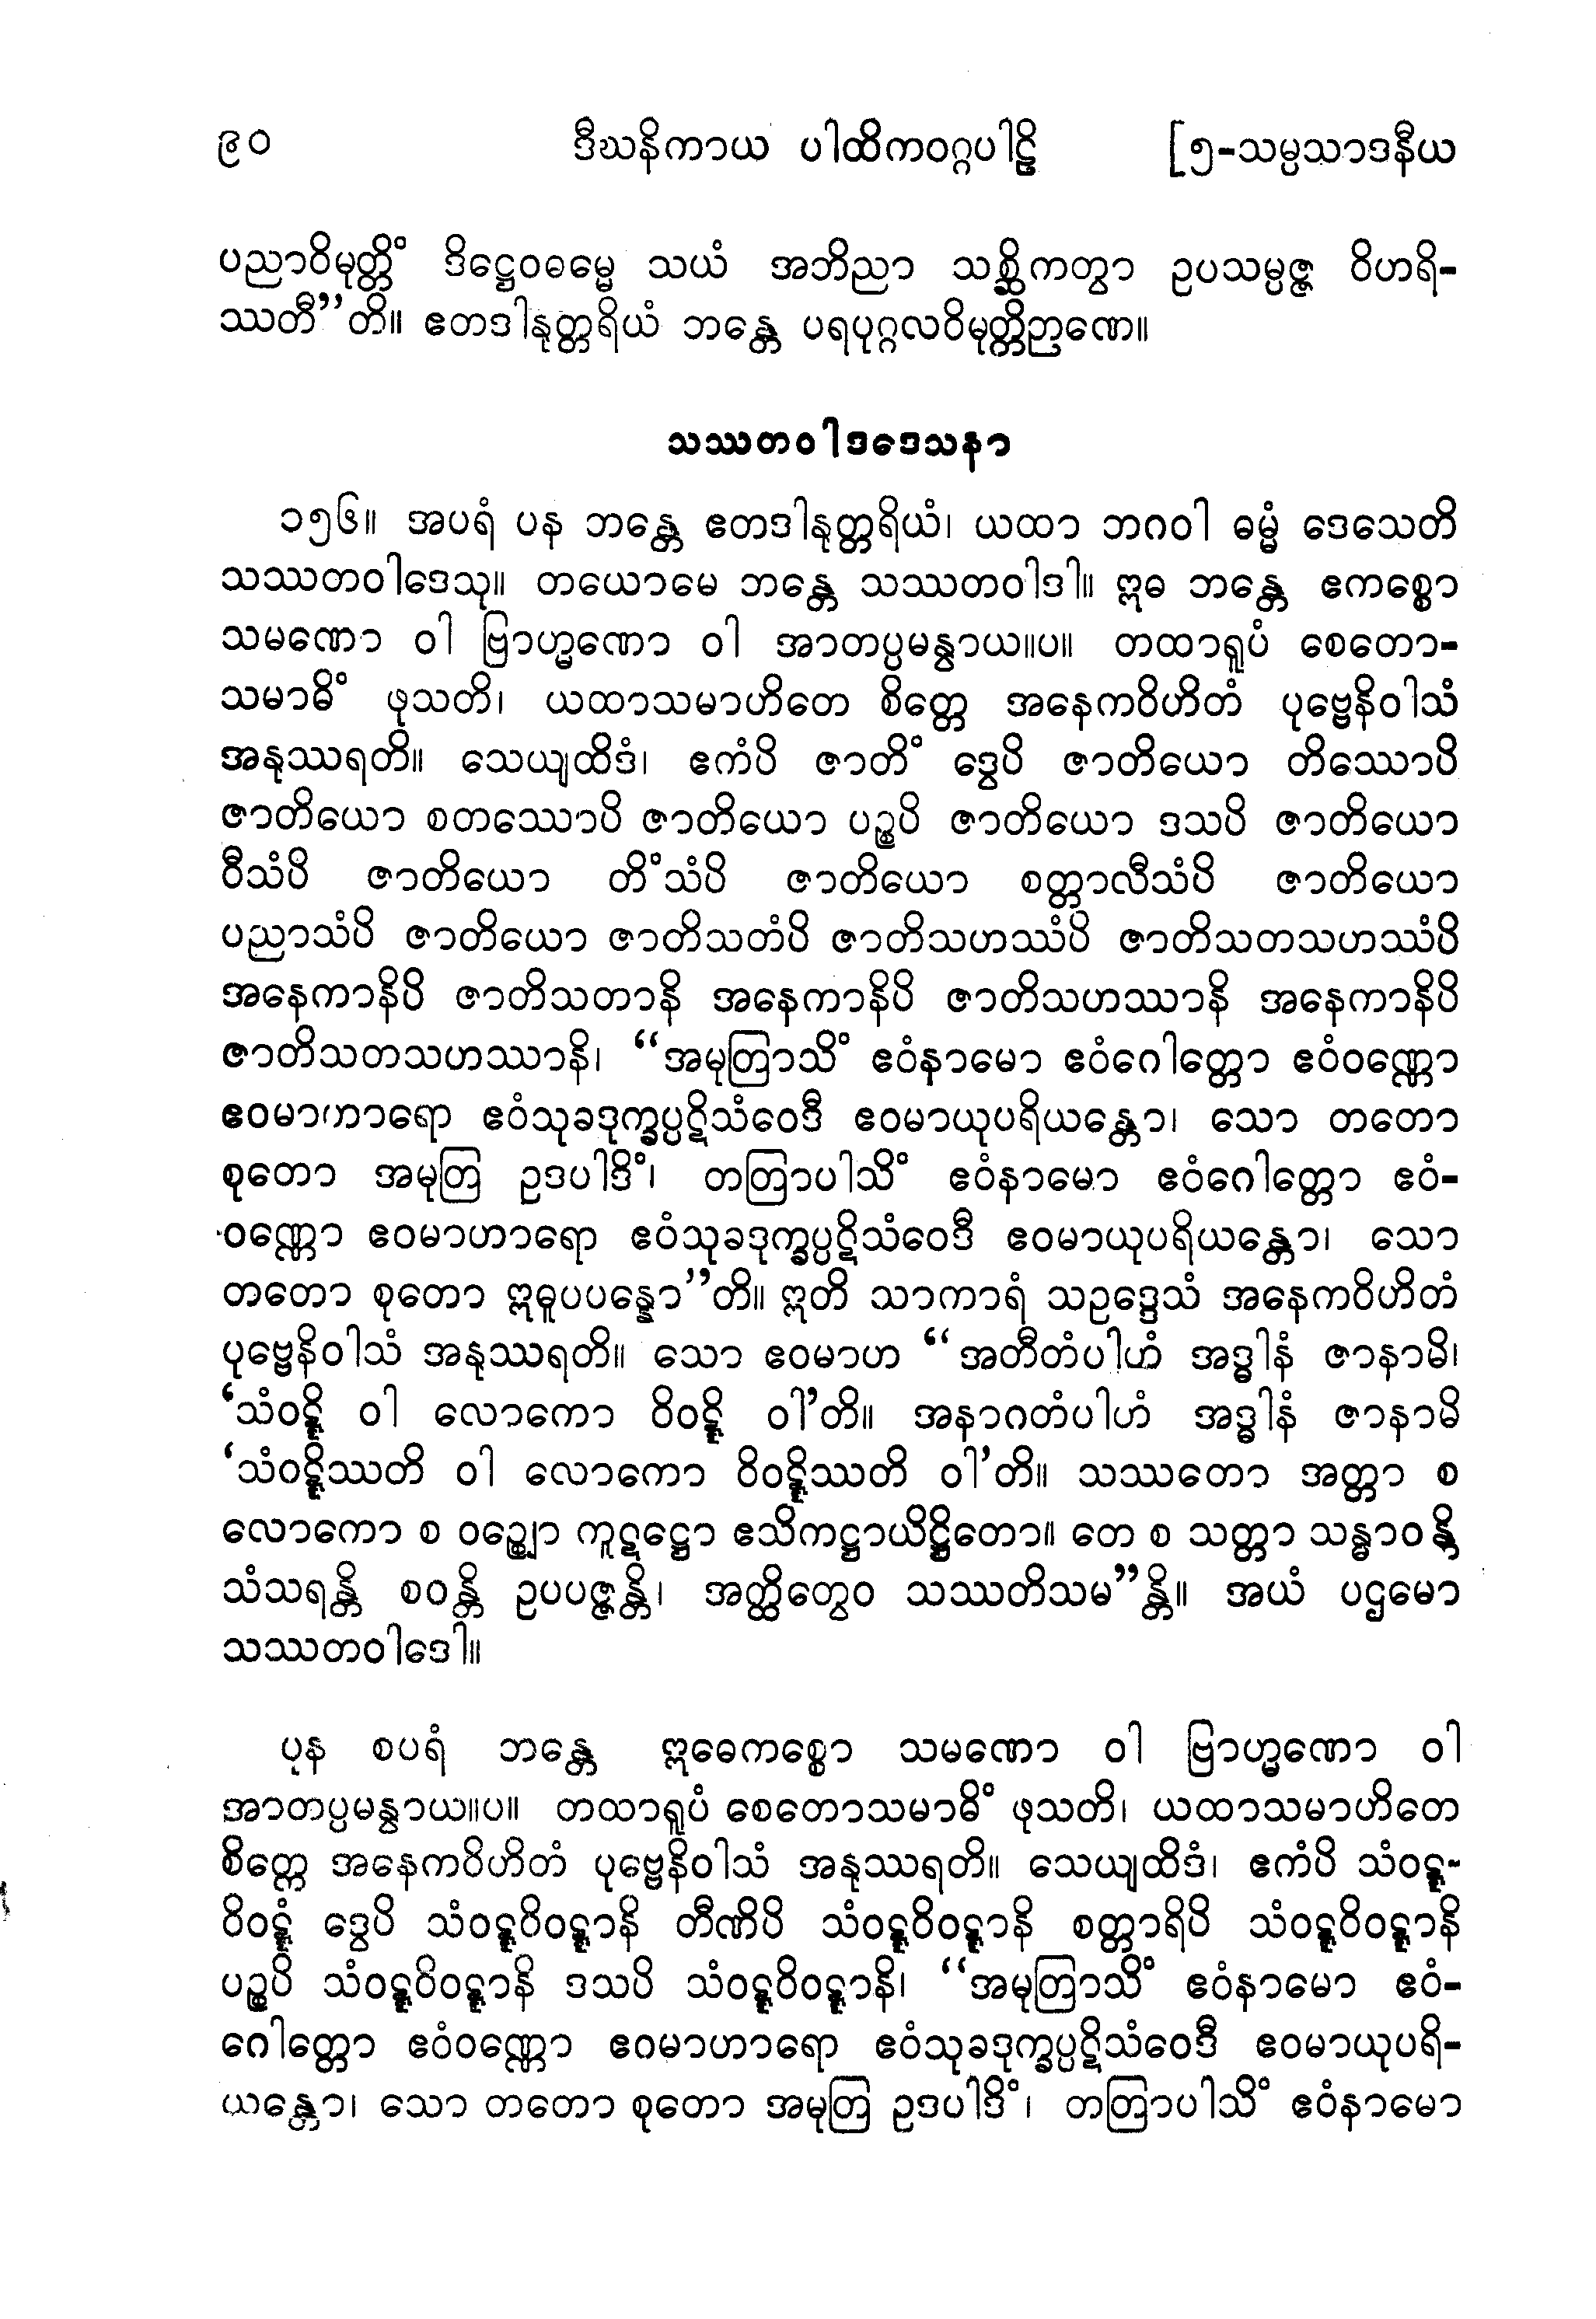 ၉၀ ဒီဃနိကာယ ပါထိကဝဂ္ဂပါဠိ [၅-သမ္ပသာဒနီယ
ပညာဝိမုတ္တိံ ဒိဋ္ဌေဝဓမ္မေ သယံ အဘိညာ သစ္ဆိကတွာ ဥပသမ္ပဇ္ဇ ဝိဟရိ-
ဿတီ”တိ။ ဧတဒါနုတ္တရိယံ ဘန္တေ ပရပုဂ္ဂလဝိမုတ္တိဉာဏေ။
သဿတဝါဒဒေသနာ
၁၅၆။ အပရံ ပန ဘန္တေ ဧတဒါနုတ္တရိယံ၊ ယထာ ဘဂဝါ ဓမ္မံ ဒေသေတိ
သဿတဝါဒေသု။ တယောမေ ဘန္တေ သဿတဝါဒါ။ ဣဓ ဘန္တေ ဧကစ္စော
သမဏော ဝါ ဗြာဟ္မဏော ဝါ အာတပ္ပမနွာယ။ပ။ တထာရူပံ စေတော-
သမာဓိံ ဖုသတိ၊ ယထာသမာဟိတေ စိတ္တေ အနေကဝိဟိတံ ပုဗ္ဗေနိဝါသံ
အနုဿရတိ။ သေယျထိဒံ၊ ဧကံပိ ဇာတိံ ဒွေပိ ဇာတိယော တိဿောပိ
ဇာတိယော စတဿောပိ ဇာတိယော ပဉ္စပိ ဇာတိယော ဒသပိ ဇာတိယော
ဝီသံပိ ဇာတိယော တိံသံပိ ဇာတိယော စတ္တာလီသံပိ ဇာတိယော
ပညာသံပိ ဇာတိယော ဇာတိသတံပိ ဇာတိသဟဿံပိ ဇာတိသတသဟဿံပိ
အနေကာနိပိ ဇာတိသတာနိ အနေကာနိပိ ဇာတိသဟဿာနိ အနေကာနိပိ
ဇာတိသတသဟဿာနိ၊ “အမုတြာသိံ ဧဝံနာမော ဧဝံဂေါတ္တော ဧဝံဝဏ္ဏော
ဧဝမာဟာရော ဧဝံသုခဒုက္ခပ္ပဋိသံဝေဒီ ဧဝမာယုပရိယန္တော၊ သော တတော
စုတော အမုတြ ဥဒပါဒိံ၊ တတြာပါသိံ ဧဝံနာမော ဧဝံဂေါတ္တော ဧဝံ-
ဝဏ္ဏော ဧဝမာဟာရော ဧဝံသုခဒုက္ခပ္ပဋိသံဝေဒီ ဧဝမာယုပရိယန္တော၊ သော
တတော စုတော ဣဓူပပန္နော”တိ။ ဣတိ သာကာရံ သဥဒ္ဒေသံ အနေကဝိဟိတံ
ပုဗ္ဗေနိဝါသံ အနုဿရတိ။ သော ဧဝမာဟ “အတီတံပါဟံ အဒ္ဓါနံ ဇာနာမိ၊
‘သံဝဋ္ဋိ ဝါ လောကော ဝိဝဋ္ဋိ ဝါ’တိ။ အနာဂတံပါဟံ အဒ္ဓါနံ ဇာနာမိ
‘သံဝဋ္ဋိဿတိ ဝါ လောကော ဝိဝဋ္ဋိဿတိ ဝါ’တိ။ သဿတော အတ္တာ စ
လောကော စ ဝဉ္ဈော ကူဋဋ္ဌော ဧသိကဋ္ဌာယိဋ္ဌိတော။ တေ စ သတ္တာ သန္ဓာဝန္တိ
သံသရန္တိ စဝန္တိ ဥပပဇ္ဇန္တိ၊ အတ္ထိတွေဝ သဿတိသမ”န္တိ။ အယံ ပဌမော
သဿတဝါဒေါ။
ပုန စပရံ ဘန္တေ ဣဓေကစ္စော သမဏော ဝါ ဗြာဟ္မဏော ဝါ
အာတပ္ပမနွာယ။ပ။ တထာရူပံ စေတောသမာဓိံ ဖုသတိ၊ ယထာသမာဟိတေ
စိတ္တေ အနေကဝိဟိတံ ပုဗ္ဗေနိဝါသံ အနုဿရတိ။ သေယျထိဒံ၊ ဧကံပိ သံဝဋ္ဋ-
ဝိဝဋ္ဋံ ဒွေပိ သံဝဋ္ဋဝိဝဋ္ဋာနိ တီဏိပိ သံဝဋ္ဋဝိဝဋ္ဋာနိ စတ္တာရိပိ သံဝဋ္ဋဝိဝဋ္ဋာနိ
ပဉ္စပိ သံဝဋ္ဋဝိဝဋ္ဋာနိ ဒသပိ သံဝဋ္ဋဝိဝဋ္ဋာနိ၊ “အမုတြာသိံ ဧဝံနာမော ဧဝံ-
ဂေါတ္တော ဧဝံဝဏ္ဏော ဧဝမာဟာရော ဧဝံသုခဒုက္ခပ္ပဋိသံဝေဒီ ဧဝမာယုပရိ-
ယန္တော၊ သော တတော စုတော အမုတြ ဥဒပါဒိံ၊ တတြာပါသိံ ဧဝံနာမော